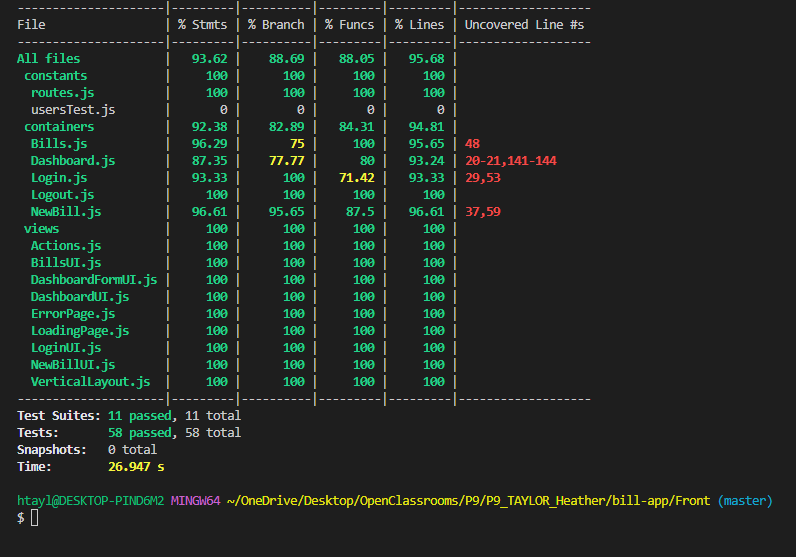 --------------------|---------|----------|---------|---------|-------------------
File                | % Stmts | % Branch | % Funcs | % Lines | Uncovered Line #s
--------------------|---------|----------|---------|---------|-------------------
All files           |   93.62 |    88.69 |   88.05 |   95.68 |
 constants          |     100 |      100 |     100 |     100 |
  routes.js         |     100 |      100 |     100 |     100 |
  usersTest.js      |       0 |        0 |       0 |       0 |
 containers         |   92.38 |    82.89 |   84.31 |   94.81 |
  Bills.js          |   96.29 |       75 |     100 |   95.65 | 48
  Dashboard.js      |   87.35 |    77.77 |      80 |   93.24 | 20-21,141-144
  Login.js          |   93.33 |      100 |   71.42 |   93.33 | 29,53
  Logout.js         |     100 |      100 |     100 |     100 |
  NewBill.js        |   96.61 |    95.65 |    87.5 |   96.61 | 37,59
 views              |     100 |      100 |     100 |     100 |
  Actions.js        |     100 |      100 |     100 |     100 |
  BillsUI.js        |     100 |      100 |     100 |     100 |
  DashboardFormUI.js |     100 |      100 |     100 |     100 |
  DashboardUI.js    |     100 |      100 |     100 |     100 |
  ErrorPage.js      |     100 |      100 |     100 |     100 |
  LoadingPage.js    |     100 |      100 |     100 |     100 |
  LoginUI.js        |     100 |      100 |     100 |     100 |
  NewBillUI.js      |     100 |      100 |     100 |     100 |
  VerticalLayout.js |     100 |      100 |     100 |     100 |
--------------------|---------|----------|---------|---------|-------------------
Test Suites: 11 passed, 11 total
Tests:       58 passed, 58 total
Snapshots:   0 total
Time:        26.947 s
htayl@DESKTOP-PIND6M2 MINGW64 ~/OneDrive/Desktop/OpenClassrooms/P9/P9_TAYLOR_Heather/bill-app/Front (master)
$